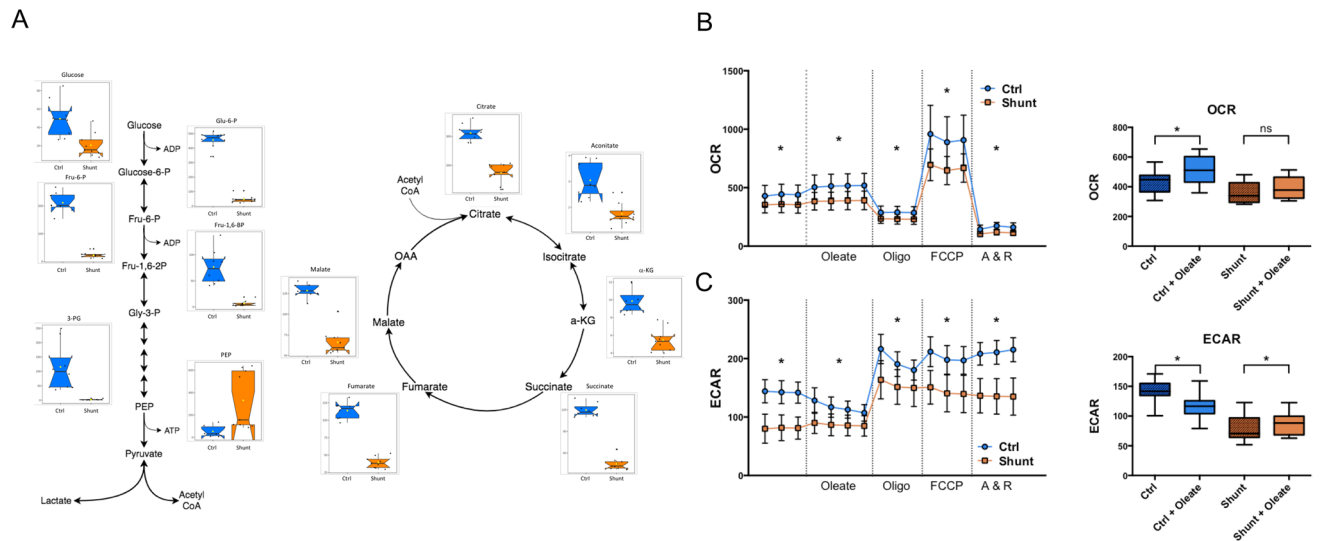 A
Glucose
Ctrl
Shunt
Glu-6-P
Ctrl
Shunt
Fru-6-P
Ctrl
Shunt
Fru-1,6-BP
Ctrl
Shunt
3-PG
Ctrl
Shunt
PEP
Ctrl
Shunt
Glucose
ADP
Glucose-6-P
Fru-6-P
ADP
Fru-1,6-2P
Gly-3-P
PEP
ATP
Pyruvate
Lactate
Acetyl
CoA
Citrate
Ctrl
Shunt
Aconitate
Ctrl
Shunt
Malate
Ctrl
Shunt
α-KG
Ctrl
Shunt
Fumarate
Ctrl
Shunt
Succinate
Ctrl
Shunt
Acetyl
CoA
Citrate
OAA
Isocitrate
Malate
a-KG
Fumarate
Succinate
B
1500
1000
500
0
OCR
Ctrl
Shunt
*
*
*
*
*
Oleate
Oligo
FCCP
A & R
OCR
800
600
400
200
0
OCR
*
ns
Ctrl
Ctrl + Oleate
Shunt
Shunt + Oleate
C
300
200
100
0
ECAR
*
*
*
*
*
Ctrl
Shunt
Oleate
Oligo
FCCP
A & R
ECAR
200
150
100
50
0
ECAR
*
*
Ctrl
Ctrl + Oleate
Shunt
Shunt + Oleate